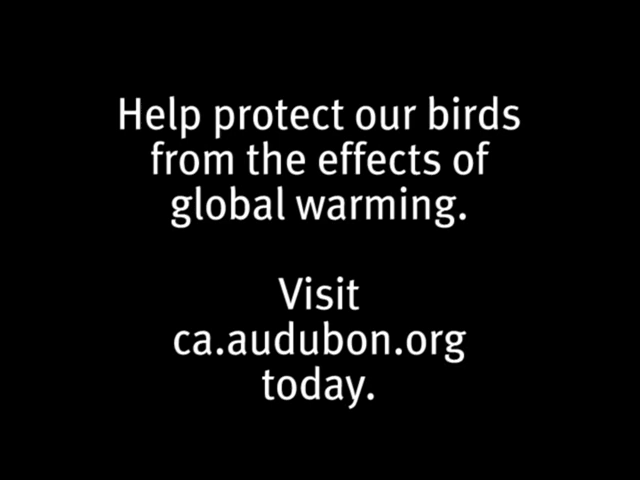 Help protect our birds
from the effects of
global warming.
Visit
ca.audubon.org
today.